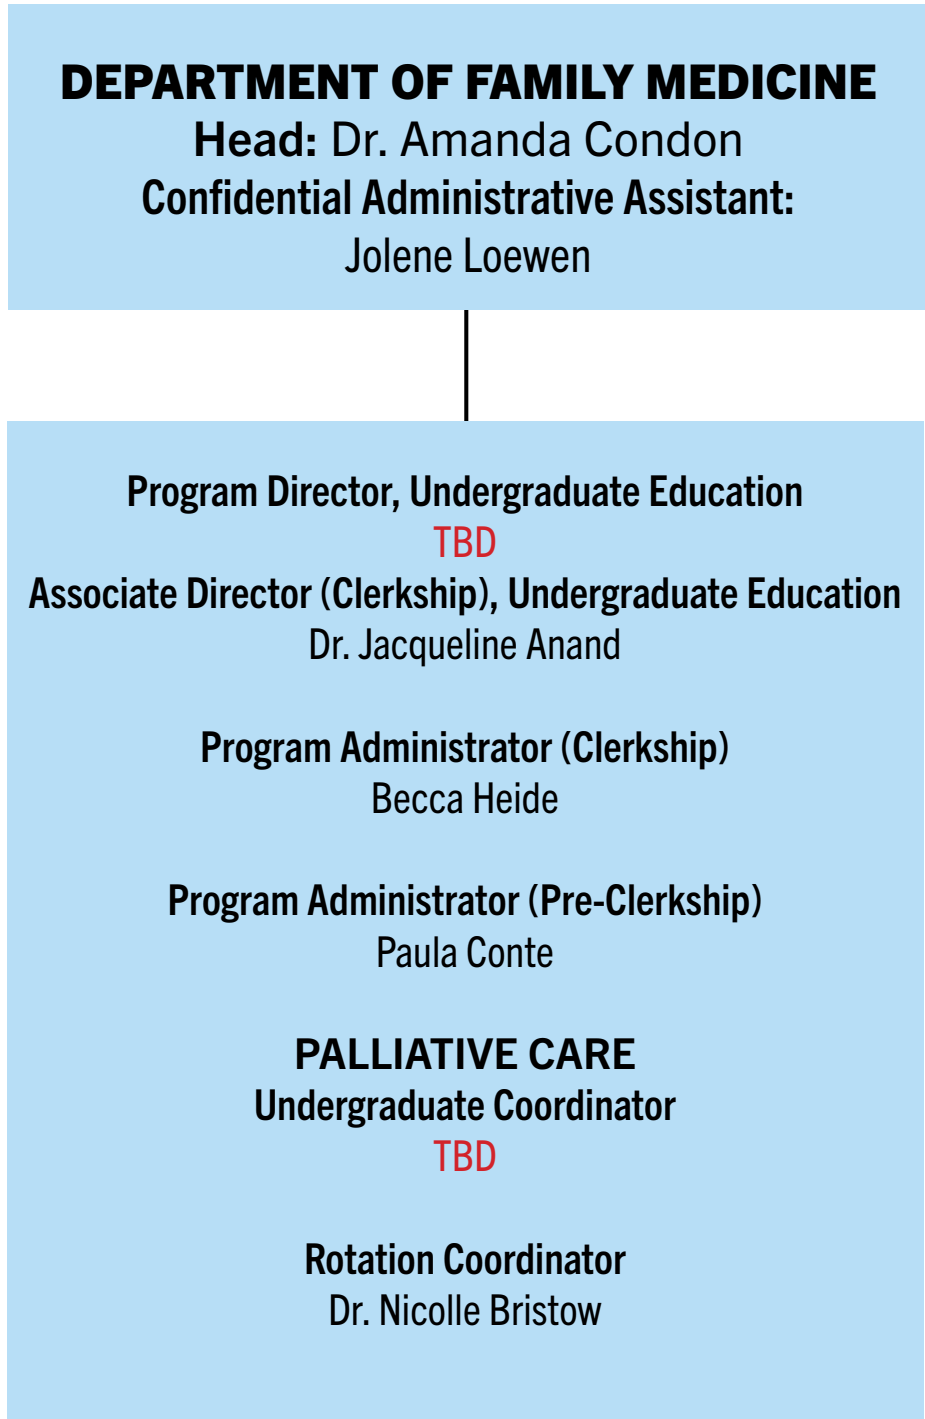 DEPARTMENT OF FAMILY MEDICINE
Head: Dr. Amanda Condon
Confidential Administrative Assistant:
Jolene Loewen
Program Director, Undergraduate Education
TBD
Associate Director (Clerkship), Undergraduate Education
Dr. Jacqueline Anand
Program Administrator (Clerkship)
Becca Heide
Program Administrator (Pre-Clerkship)
Paula Conte
PALLIATIVE CARE
Undergraduate Coordinator
TBD
Rotation Coordinator
Dr. Nicolle Bristow